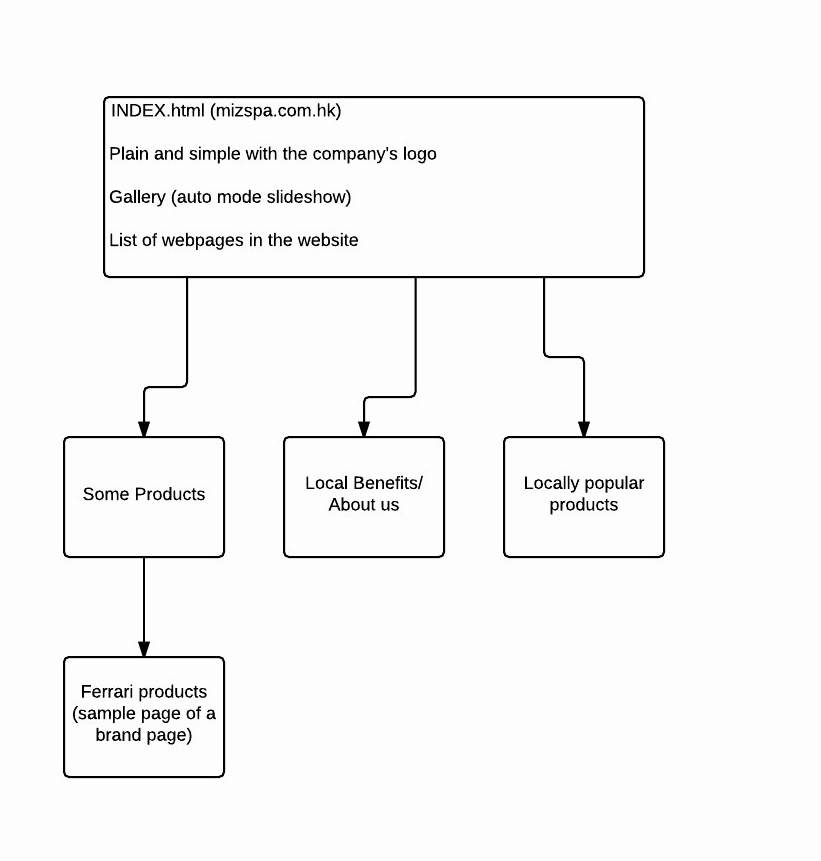 INDEX.html (mizspa.com.hk)
Plain and simple with the company's logo
Gallery (auto mode slideshow)
List of webpages in the website
Some Products
Local Benefits/
About us
Locally popular
products
Ferrari products
(sample page of a
brand page)